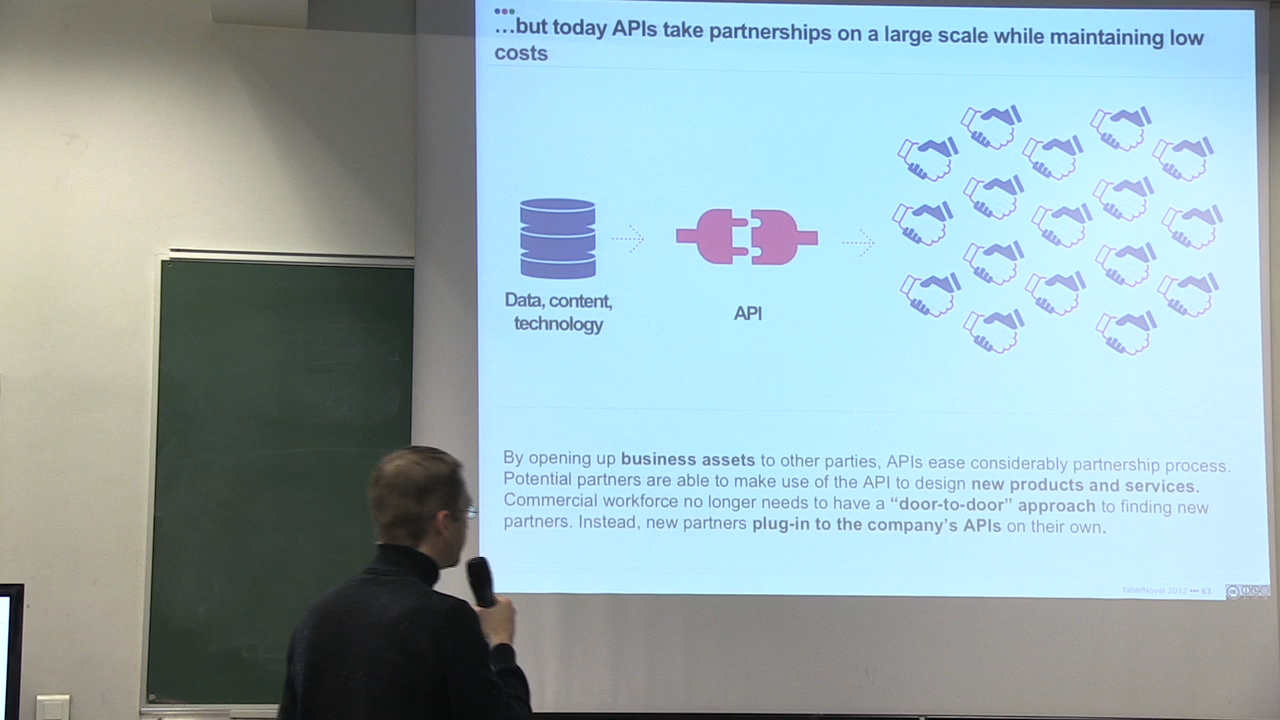 ...but today APIs take partnerships on a large scale while maintaining low
costs
Data, content,
technology
API
By opening up business assets to other parties, APIs ease considerably partnership process.
Potential partners are able to make use of the API to design new products and services.
Commercial workforce no longer needs to have a “door-to-door” approach to finding new
partners. Instead, new partners plug-in to the company’s APIs on their own.
faberNovel 2012 ••• 63